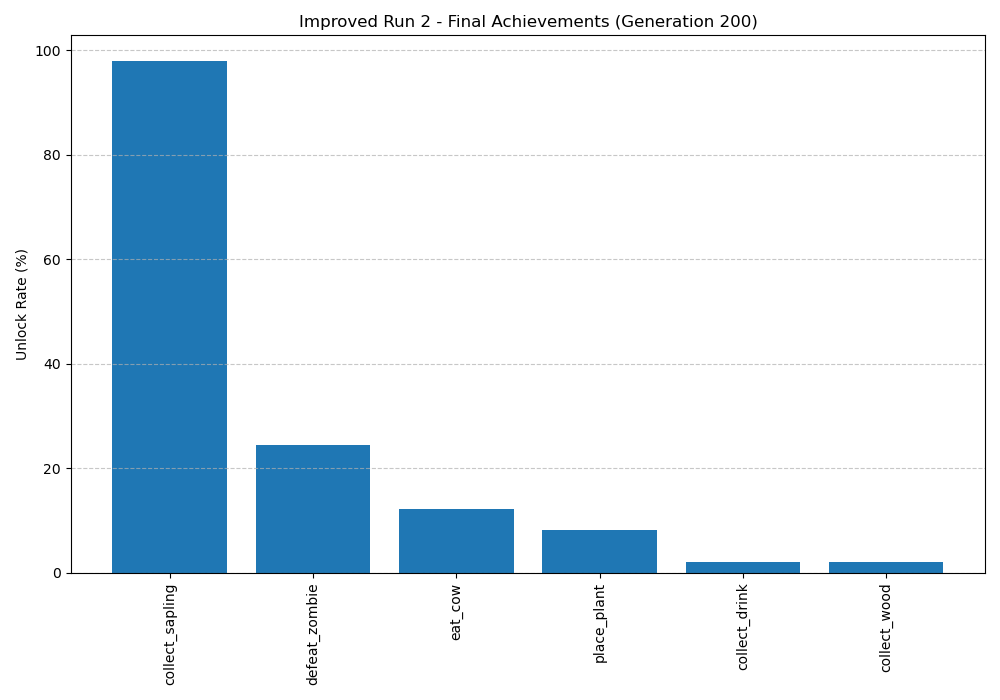 Improved Run 2 - Final Achievements (Generation 200)
Unlock Rate (%)
100
80
60
40
20
0
collect_sapling
defeat_zombie
eat_cow
place_plant
collect_drink
collect_wood